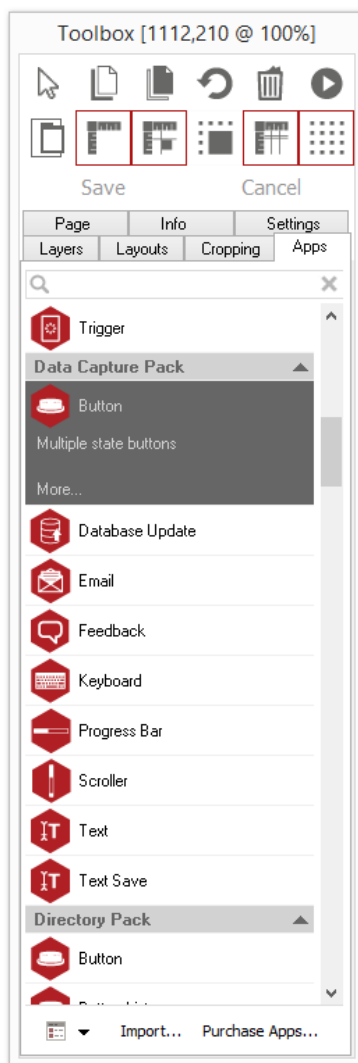 Toolbox [1112,210 @ 100%]
Save Cancel
Page Info Settings
Layers Layouts Cropping Apps
Trigger
Data Capture Pack
Button
Multiple state buttons
More...
Database Update
Email
Feedback
Keyboard
Progress Bar
Scroller
Text
Text Save
Directory Pack
Button
Import... Purchase Apps...